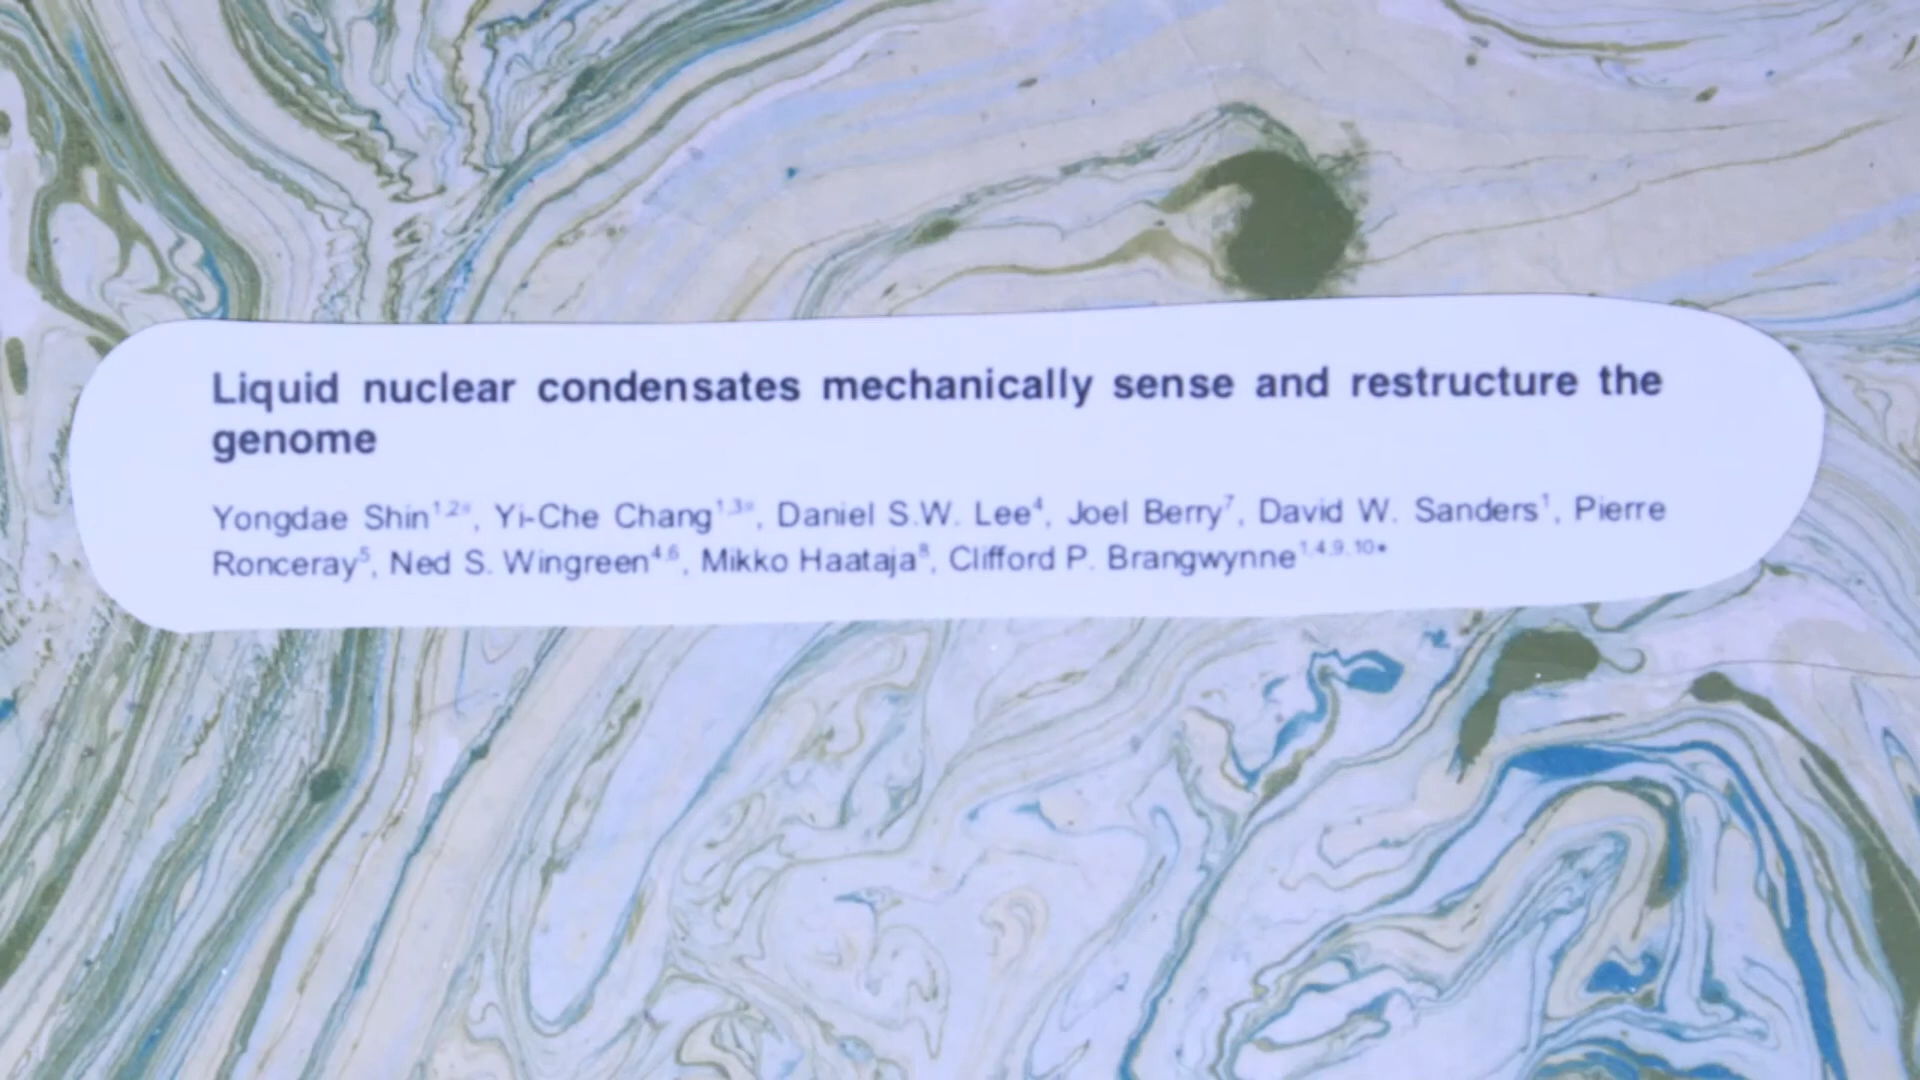 Liquid nuclear condensates mechanically sense and restructure the
genome
Yongdae Shin1,2#, Yi-Che Chang1,3#, Daniel S.W. Lee4, Joel Berry7, David W. Sanders1, Pierre
Ronceray5, Ned S. Wingreen4,6, Mikko Haataja8, Clifford P. Brangwynne1,4,9,10*